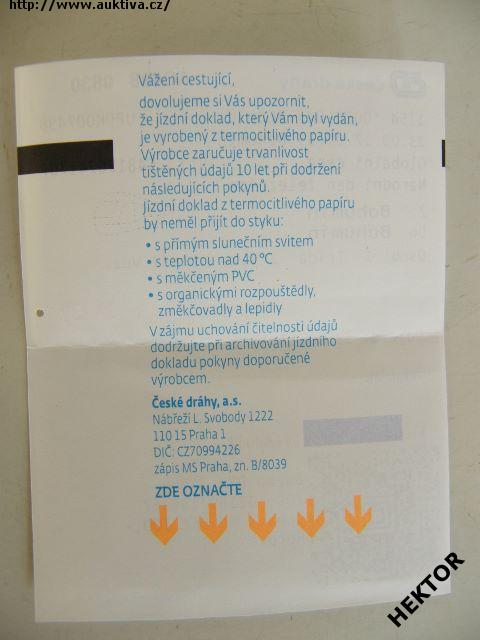 http://www.auktiva.cz/
Vážení cestující,
dovolujeme si Vás upozornit,
že jízdní doklad, který Vám byl vydán,
je vyrobený z termocitlivého papíru.
Výrobce zaručuje trvanlivost
tištěných údajů 10 let při dodržení
následujících pokynů.
Jízdní doklad z termocitlivého papíru
by neměl přijít do styku:
• s přímým slunečním svitem
• s teplotou nad 40 °C
• s měkčeným PVC
• s organickými rozpouštědly,
změkčovadly a lepidly
V zájmu uchování čitelnosti údajů
dodržujte při archivování jízdního
dokladu pokyny doporučené
výrobcem.
České dráhy, a.s.
Nábřeží L. Svobody 1222
110 15 Praha 1
DIČ: CZ70994226
zápis MS Praha, zn. B/8039
ZDE OZNAČTE
HEKTOR